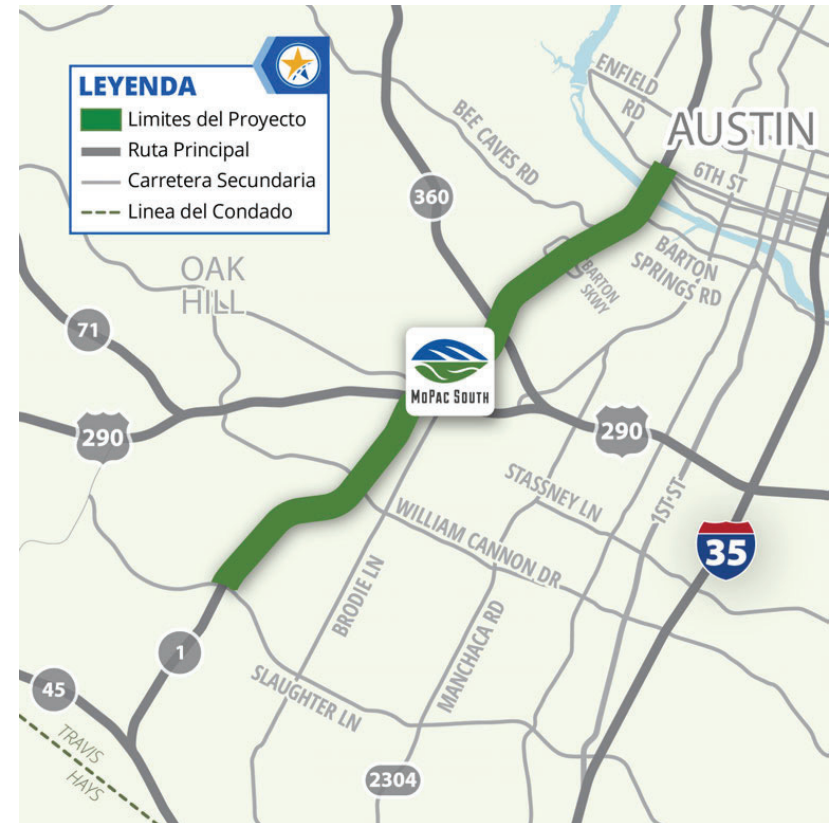 LEYENDA
Limites del Proyecto
Ruta Principal
Carretera Secundaria
Linea del Condado
ENFIELD
RD
AUSTIN
BEE CAVES RD
6TH ST
360
BARTON
SPRINGS RD
BARTON
SKWY
OAK
HILL
71
MOPAC SOUTH
290
290
STASSNEY LN
1ST ST
WILLIAM CANNON DR
35
BRODIE LN
MANCHACA RD
1
SLAUGHTER LN
45
TRAVIS
HAYS
2304